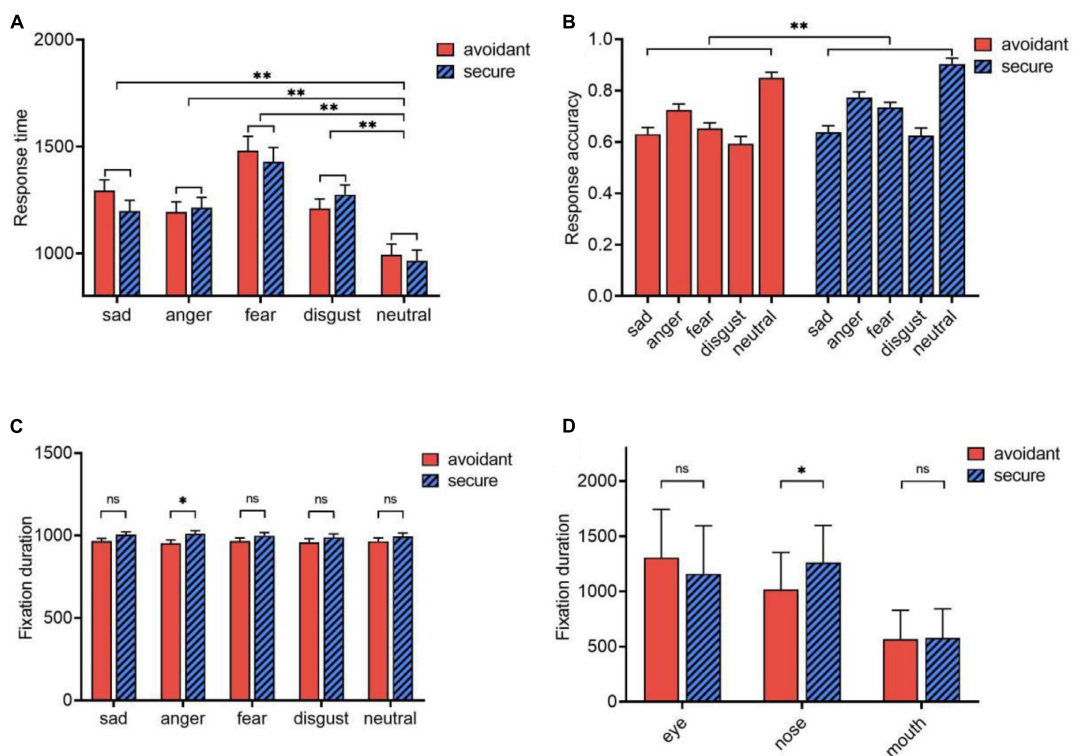 A
2000
1500
1000
Response time
avoidant
secure
**
**
**
**
sad anger fear disgust neutral
B
1.0
0.8
0.6
0.4
0.2
0.0
Response accuracy
**
avoidant
secure
sad anger fear disgust neutral sad anger fear disgust neutral
C
1500
1000
500
0
Fixation duration
avoidant
secure
ns * ns ns ns
sad anger fear disgust neutral
D
2000
1500
1000
500
0
Fixation duration
avoidant
secure
ns * ns
eye nose mouth